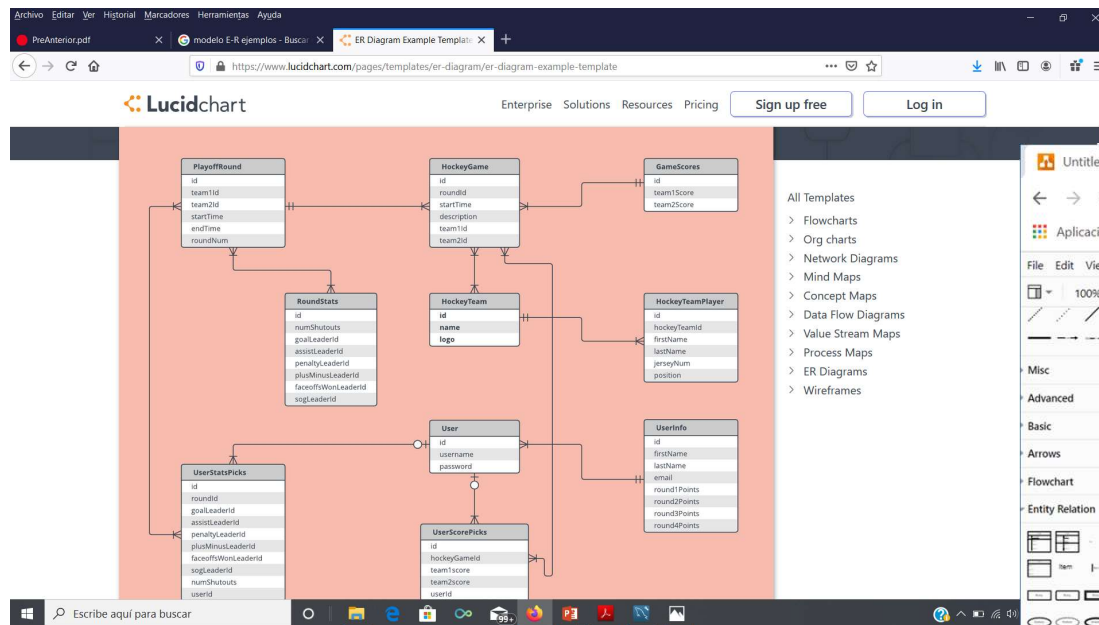 Archivo Editar Ver Historial Marcadores Herramientas Ayuda
PreAnterior.pdf
modelo E-R ejemplos - Buscar
ER Diagram Example Template
https://www.lucidchart.com/pages/templates/er-diagram/er-diagram-example-template
Lucidchart
Enterprise Solutions Resources Pricing Sign up free Log in
PlayoffRound
id
team1Id
team2Id
startTime
endTime
roundNum
HockeyGame
id
roundId
startTime
description
team1Id
team2Id
GameScores
id
team1Score
team2Score
RoundStats
id
numShutouts
goalLeaderId
assistLeaderId
penaltyLeaderId
plusMinusLeaderId
faceoffsWonLeaderId
sogLeaderId
HockeyTeam
id
name
logo
HockeyTeamPlayer
id
hockeyTeamId
firstName
lastName
jerseyNum
position
User
id
username
password
UserInfo
id
firstName
lastName
email
round1Points
round2Points
round3Points
round4Points
UserStatsPicks
id
roundId
goalLeaderId
assistLeaderId
penaltyLeaderId
plusMinusLeaderId
faceoffsWonLeaderId
sogLeaderId
numShutouts
userId
UserScorePicks
id
hockeyGameId
team1score
team2score
userId
All Templates
Flowcharts
Org charts
Network Diagrams
Mind Maps
Concept Maps
Data Flow Diagrams
Value Stream Maps
Process Maps
ER Diagrams
Wireframes
Untitle
Aplicaci
File Edit Vie
100%
Misc
Advanced
Basic
Arrows
Flowchart
Entity Relation
Item
Escribe aquí para buscar
99+